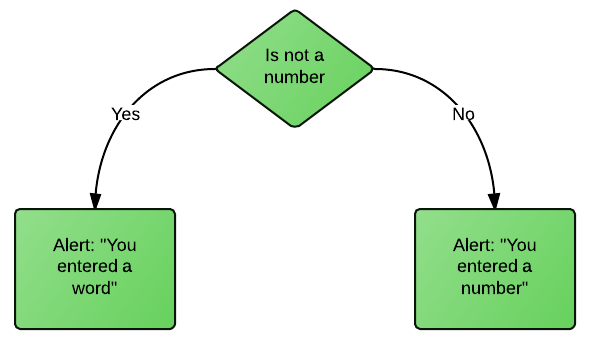 Is not a
number
Yes
No
Alert: "You
entered a
word"
Alert: "You
entered a
number"